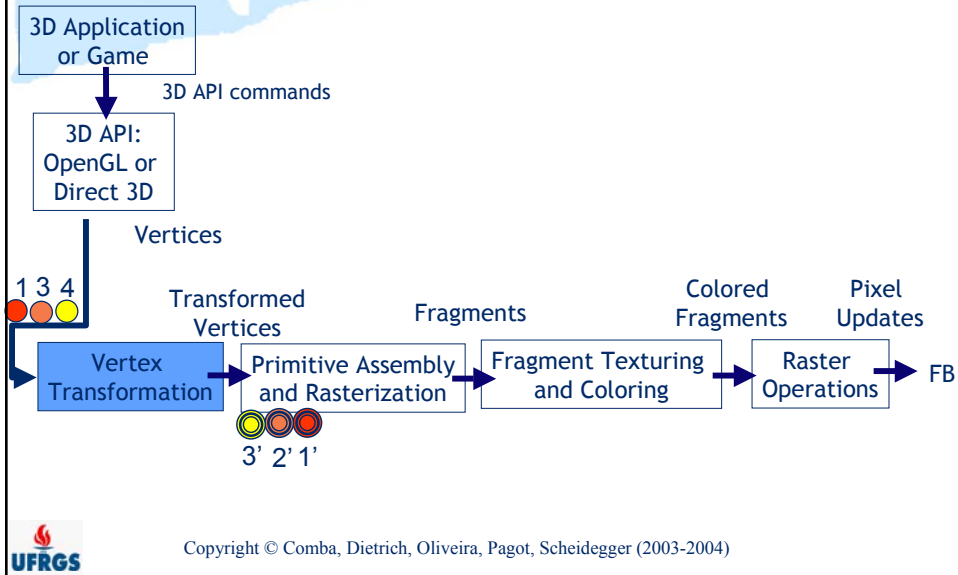 3D Application
or Game
3D API commands
3D API:
OpenGL or
Direct 3D
Vertices
1 3 4
Transformed
Vertices
Fragments
Colored
Fragments
Pixel
Updates
Vertex
Transformation
Primitive Assembly
and Rasterization
Fragment Texturing
and Coloring
Raster
Operations
FB
3’ 2’ 1’
UFRGS
Copyright © Comba, Dietrich, Oliveira, Pagot, Scheidegger (2003-2004)